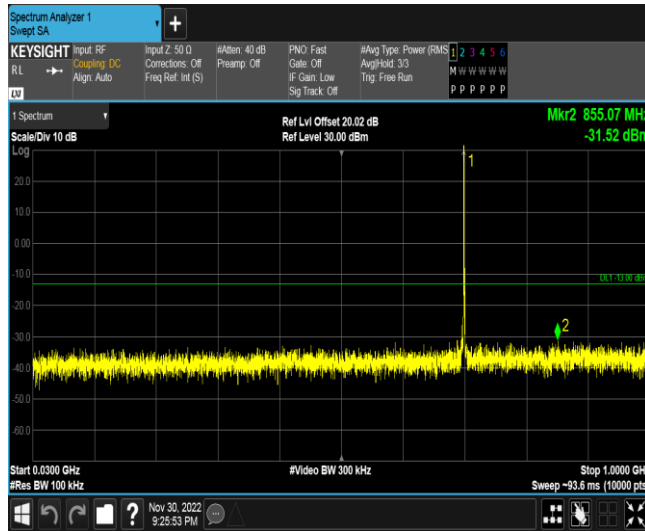 Spectrum Analyzer 1
Swept SA
+
KEYSIGHT
RL
LXI
Input: RF
Coupling: DC
Align: Auto
Input Z: 50 Ω
Corrections: Off
Freq Ref: Int (S)
#Atten: 40 dB
Preamp: Off
PNO: Fast
Gate: Off
IF Gain: Low
Sig Track: Off
#Avg Type: Power (RMS
Avg|Hold: 3/3
Trig: Free Run
1 2 3 4 5 6
M W W W W W
P P P P P P
1 Spectrum
Scale/Div 10 dB
Log
Ref Lvl Offset 20.02 dB
Ref Level 30.00 dBm
Mkr2 855.07 MHz
-31.52 dBm
1
20.0
10.0
0.00
-10.0
DL1 -13.00 dBm
-20.0
2
-30.0
-40.0
-50.0
-60.0
Start 0.0300 GHz
#Res BW 100 kHz
#Video BW 300 kHz
Stop 1.0000 GH
Sweep ~93.6 ms (10000 pts
?
Nov 30, 2022
9:25:53 PM